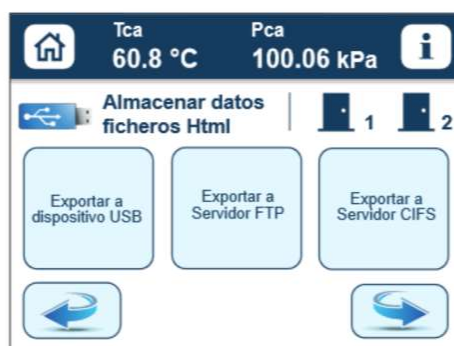 Tca
Pca
60.8 °C
100.06 kPa
i
Almacenar datos
ficheros Html
1
2
Exportar a
dispositivo USB
Exportar a
Servidor FTP
Exportar a
Servidor CIFS